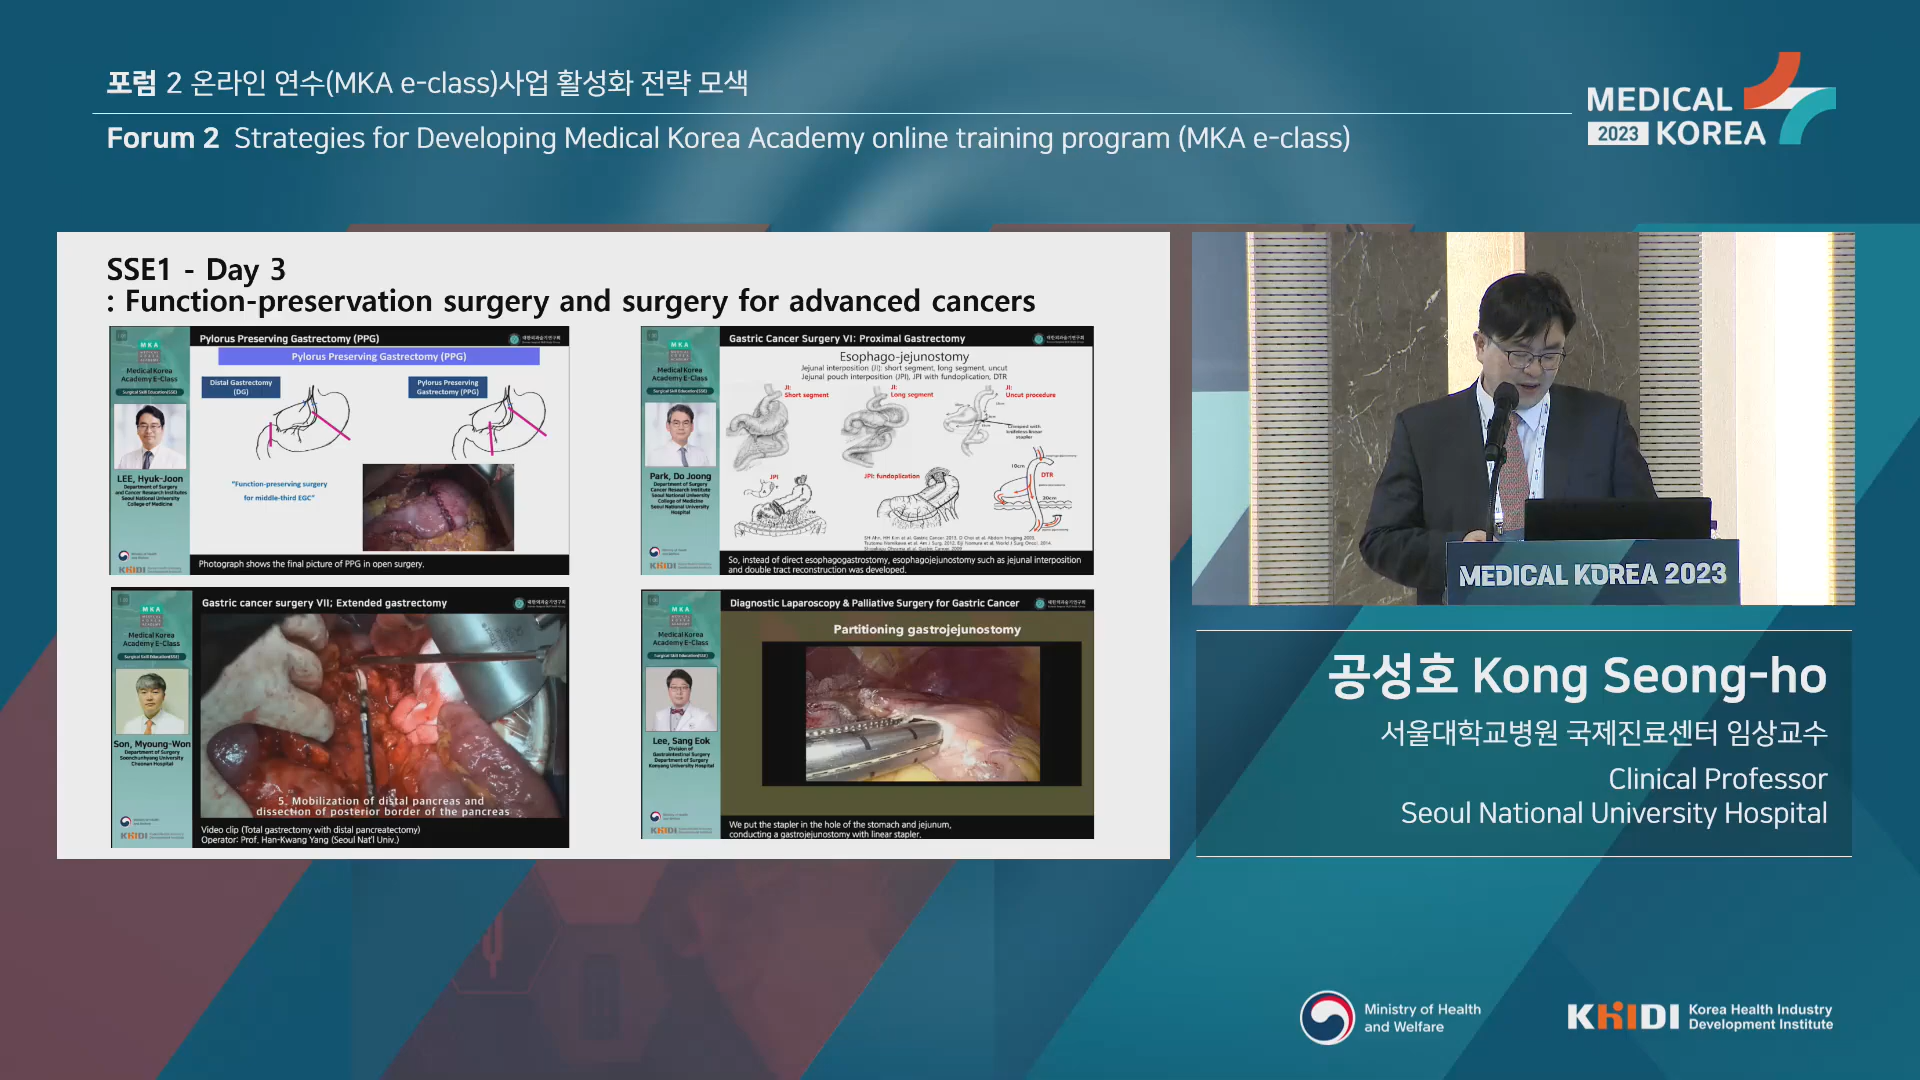 포럼 2 온라인 연수(MKA e-class)사업 활성화 전략 모색
Forum 2 Strategies for Developing Medical Korea Academy online training program (MKA e-class)
MEDICAL
2023 KOREA
SSE1 - Day 3
: Function-preservation surgery and surgery for advanced cancers
MKA
Medical Korea
Academy E-Class
Surgical Skill Education(SSE)
LEE, Hyuk-Joon
Department of Surgery
and Cancer Research Institutes
Seoul National University
College of Medicine
KHIDI
Pylorus Preserving Gastrectomy (PPG)
Pylorus Preserving Gastrectomy (PPG)
Distal Gastrectomy
(DG)
Pylorus Preserving
Gastrectomy (PPG)
"Function-preserving surgery
for middle-third EGC"
Photograph shows the final picture of PPG in open surgery.
MKA
Medical Korea
Academy E-Class
Surgical Skill Education(SSE)
Park, Do Joong
Department of Surgery
Cancer Research Institute
Seoul National University
College of Medicine
Seoul National University
Hospital
KHIDI
Gastric Cancer Surgery VI: Proximal Gastrectomy
Esophago-jejunostomy
Jejunal interposition (JI): short segment, long segment, uncut
Jejunal pouch interposition (JPI), JPI with fundoplication, DTR
JI:
Short segment
JI:
Long segment
JI:
Uncut procedure
JPI
JPI: fundoplication
10cm
DTR
20cm
So, instead of direct esophagogastrostomy, esophagojejunostomy such as jejunal interposition
and double tract reconstruction was developed.
MKA
Medical Korea
Academy E-Class
Surgical Skill Education(SSE)
Son, Myoung-Won
Department of Surgery
Soonchunhyang University
Cheonan Hospital
KHIDI
Gastric cancer surgery VII; Extended gastrectomy
5. Mobilization of distal pancreas and
dissection of posterior border of the pancreas
Video clip (Total gastrectomy with distal pancreatectomy)
Operator: Prof. Han-Kwang Yang (Seoul Nat'l Univ.)
MKA
Medical Korea
Academy E-Class
Surgical Skill Education(SSE)
Lee, Sang Eok
Division of
Gastrointestinal Surgery
Department of Surgery
Konyang University Hospital
KHIDI
Diagnostic Laparoscopy & Palliative Surgery for Gastric Cancer
Partitioning gastrojejunostomy
We put the stapler in the hole of the stomach and jejunum,
conducting a gastrojejunostomy with linear stapler.
MEDICAL KOREA 2023
공성호 Kong Seong-ho
서울대학교병원 국제진료센터 임상교수
Clinical Professor
Seoul National University Hospital
Ministry of Health
and Welfare
KHIDI Korea Health Industry
Development Institute